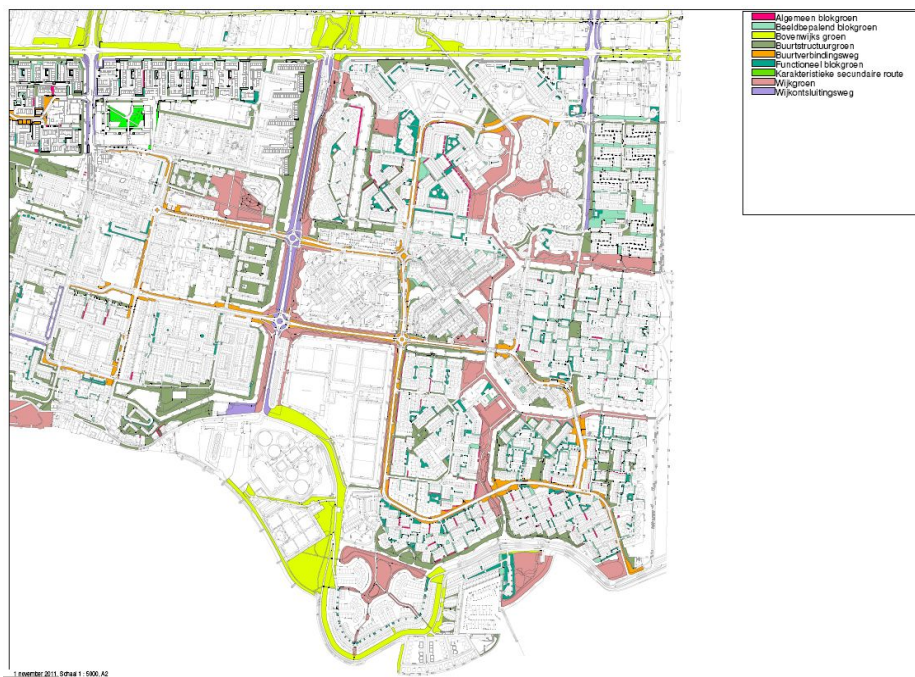 Algemeen blokgroen
Beeldbepalend blokgroen
Bovenwijks groen
Buurtstructuurgroen
Buurtverbindingsweg
Functioneel blokgroen
Karakteristieke secundaire route
Wijkgroen
Wijkontsluitingsweg
1 november 2011, Schaal 1 : 5000, A2